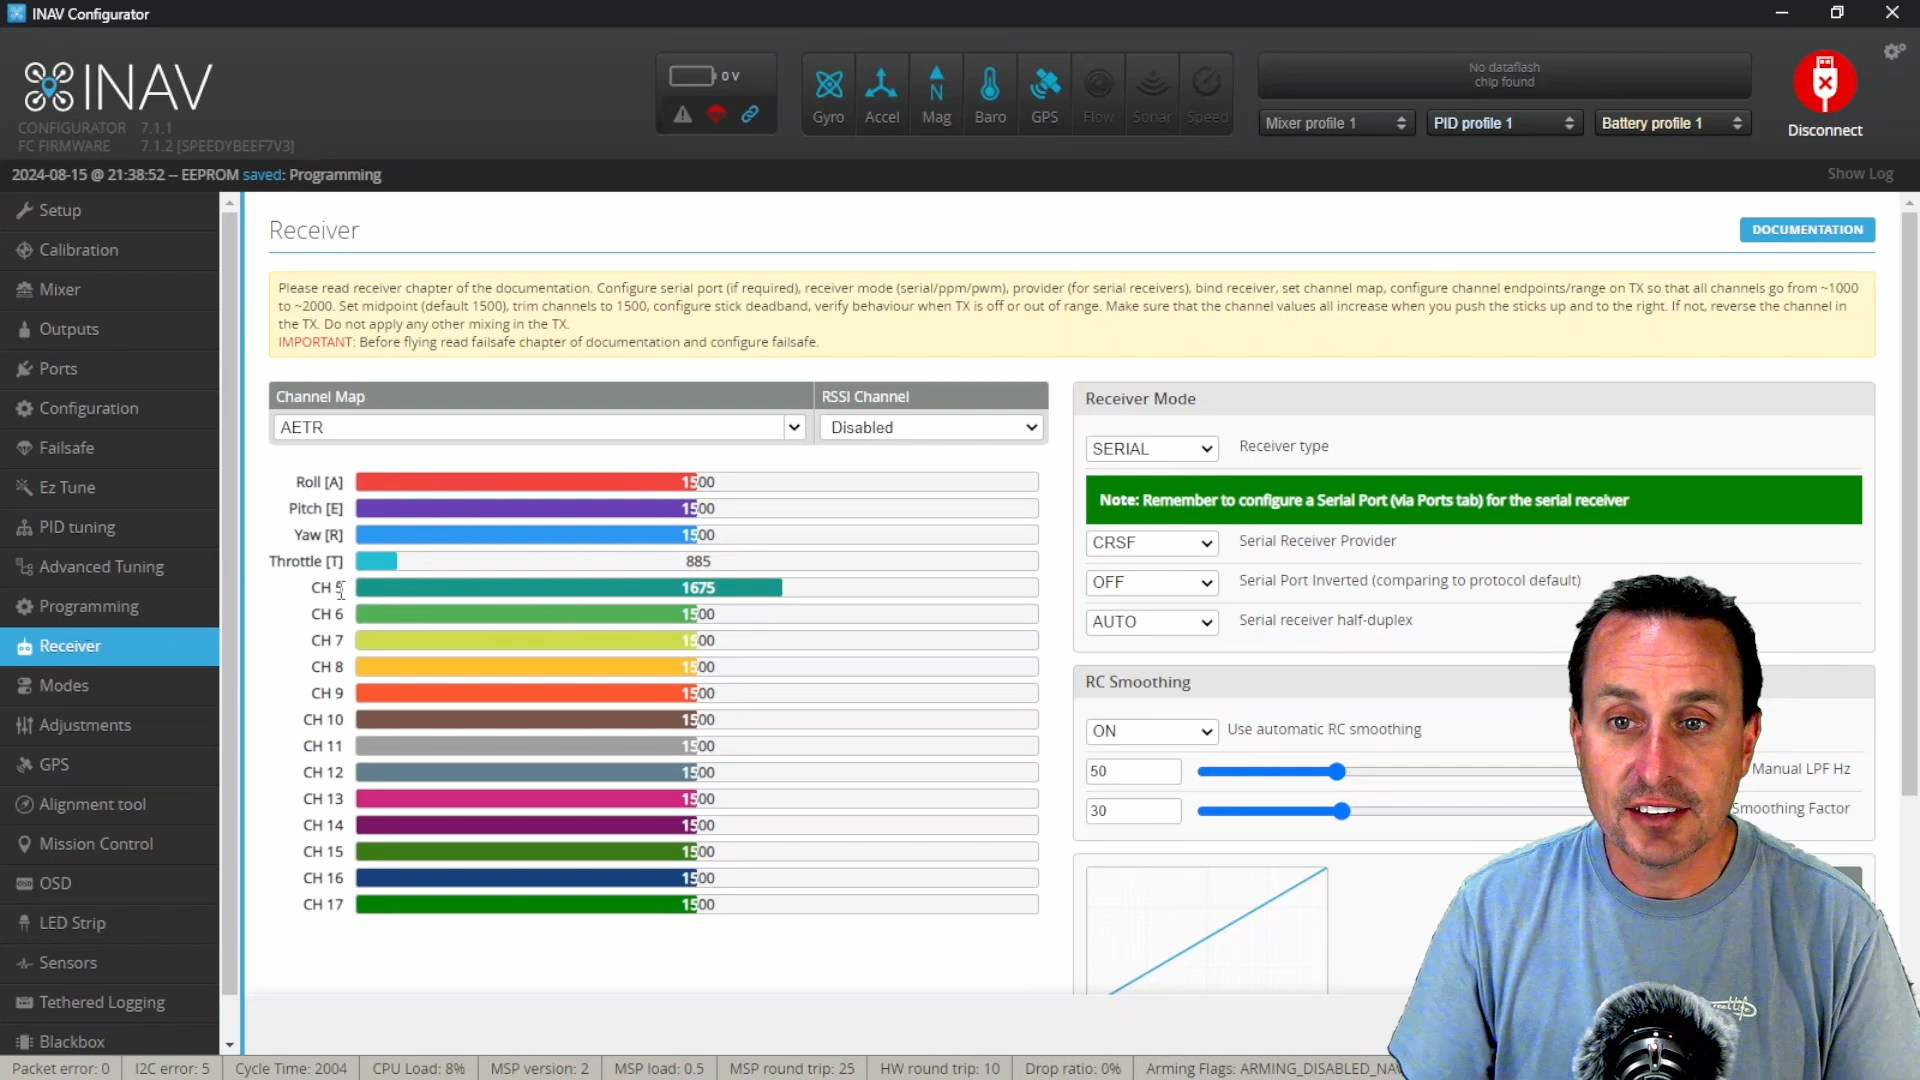 INAV Configurator
INAV
CONFIGURATOR 7.1.1
FC FIRMWARE 7.1.2 [SPEEDYBEEF7V3]
0 V
Gyro
Accel
Mag
Baro
GPS
Flow
Sonar
Speed
No dataflash
chip found
Mixer profile 1
PID profile 1
Battery profile 1
Disconnect
2024-08-15 @ 21:38:52 -- EEPROM saved: Programming
Show Log
Setup
Calibration
Mixer
Outputs
Ports
Configuration
Failsafe
Ez Tune
PID tuning
Advanced Tuning
Programming
Receiver
Modes
Adjustments
GPS
Alignment tool
Mission Control
OSD
LED Strip
Sensors
Tethered Logging
Blackbox
Receiver
DOCUMENTATION
Please read receiver chapter of the documentation. Configure serial port (if required), receiver mode (serial/ppm/pwm), provider (for serial receivers), bind receiver, set channel map, configure channel endpoints/range on TX so that all channels go from ~1000
to ~2000. Set midpoint (default 1500), trim channels to 1500, configure stick deadband, verify behaviour when TX is off or out of range. Make sure that the channel values all increase when you push the sticks up and to the right. If not, reverse the channel in
the TX. Do not apply any other mixing in the TX.
IMPORTANT: Before flying read failsafe chapter of documentation and configure failsafe.
Channel Map
RSSI Channel
AETR
Disabled
Roll [A] 1500
Pitch [E] 1500
Yaw [R] 1500
Throttle [T] 885
CH 5 1675
CH 6 1500
CH 7 1500
CH 8 1500
CH 9 1500
CH 10 1500
CH 11 1500
CH 12 1500
CH 13 1500
CH 14 1500
CH 15 1500
CH 16 1500
CH 17 1500
Receiver Mode
SERIAL Receiver type
Note: Remember to configure a Serial Port (via Ports tab) for the serial receiver
CRSF Serial Receiver Provider
OFF Serial Port Inverted (comparing to protocol default)
AUTO Serial receiver half-duplex
RC Smoothing
ON Use automatic RC smoothing
50 Manual LPF Hz
30 Smoothing Factor
Packet error: 0
I2C error: 5
Cycle Time: 2004
CPU Load: 8%
MSP version: 2
MSP load: 0.5
MSP round trip: 25
HW round trip: 10
Drop ratio: 0%
Arming Flags: ARMING_DISABLED_NAV